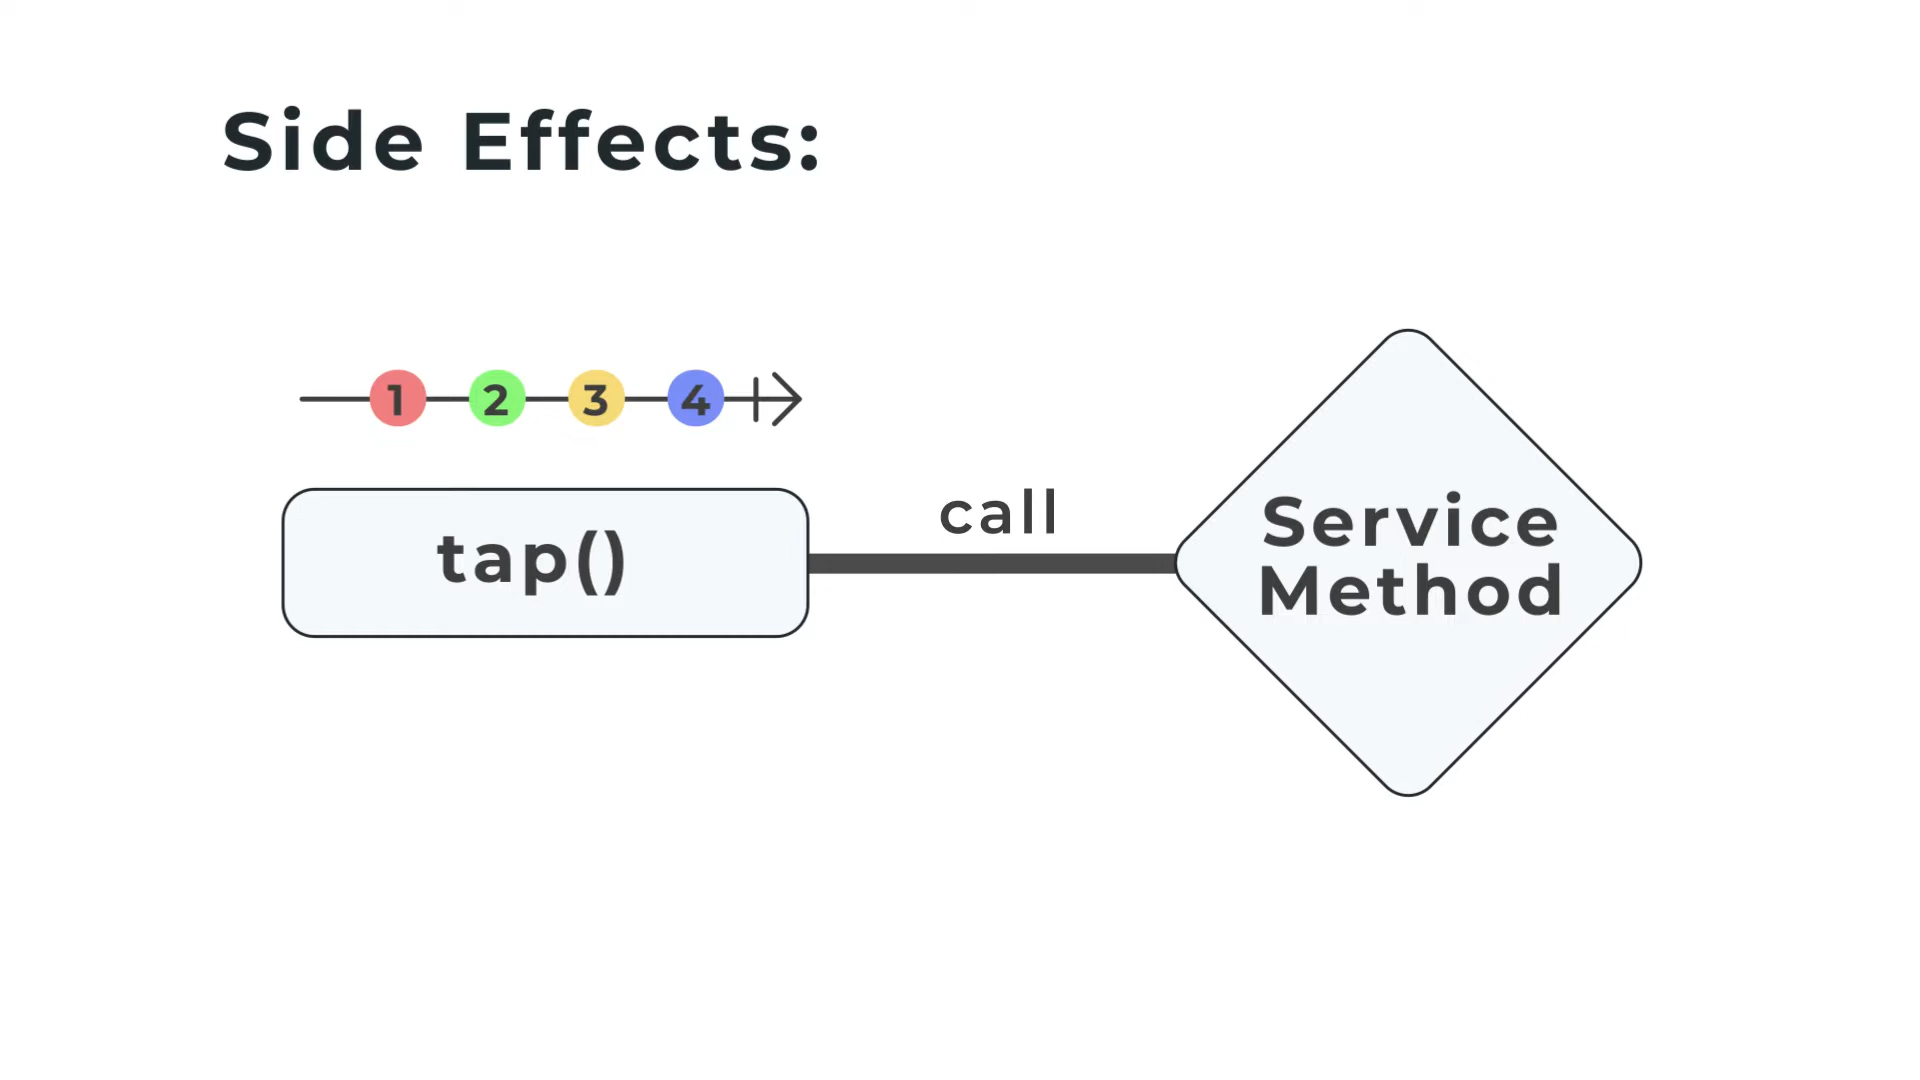 Side Effects:
1 2 3 4
call
tap()
Service
Method